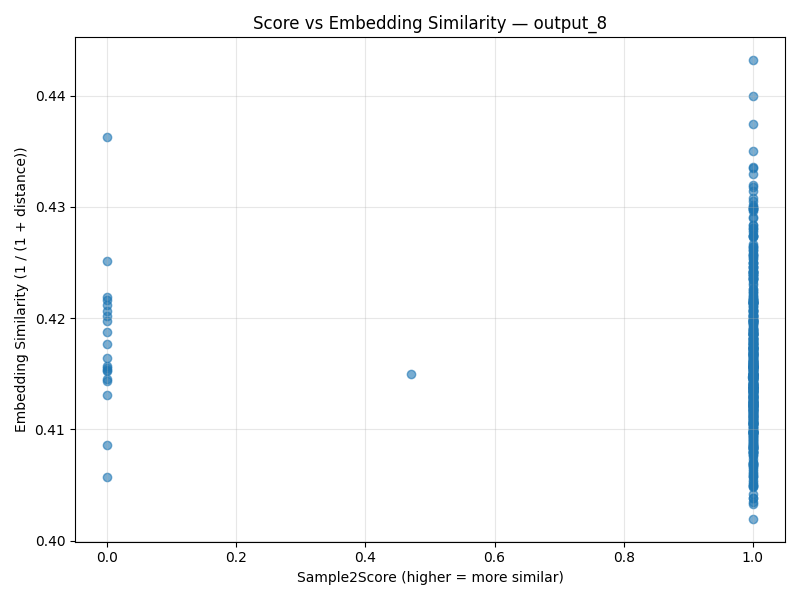 Score vs Embedding Similarity — output_8
Embedding Similarity (1 / (1 + distance))
0.44
0.43
0.42
0.41
0.40
0.0 0.2 0.4 0.6 0.8 1.0
Sample2Score (higher = more similar)